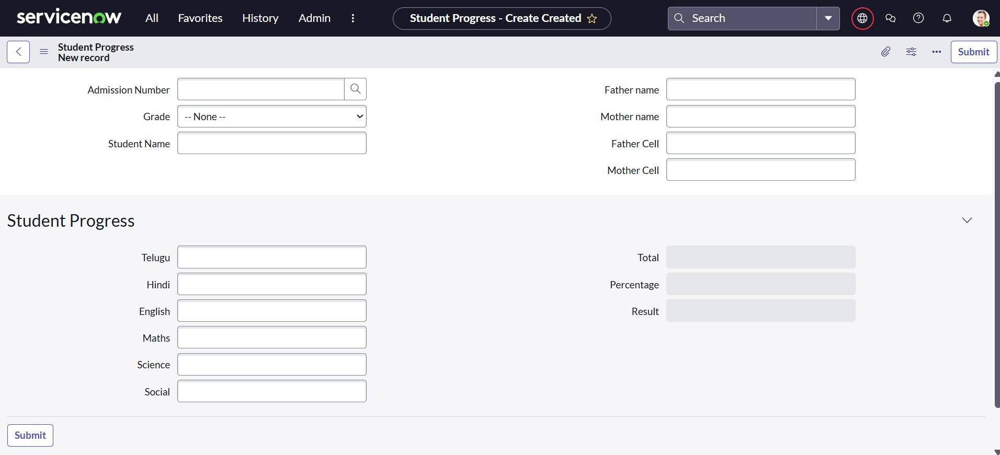 servicenow
All
Favorites
History
Admin
Student Progress - Create Created
Search
Student Progress
New record
Submit
Admission Number
Grade
-- None --
Student Name
Father name
Mother name
Father Cell
Mother Cell
Student Progress
Telugu
Hindi
English
Maths
Science
Social
Total
Percentage
Result
Submit